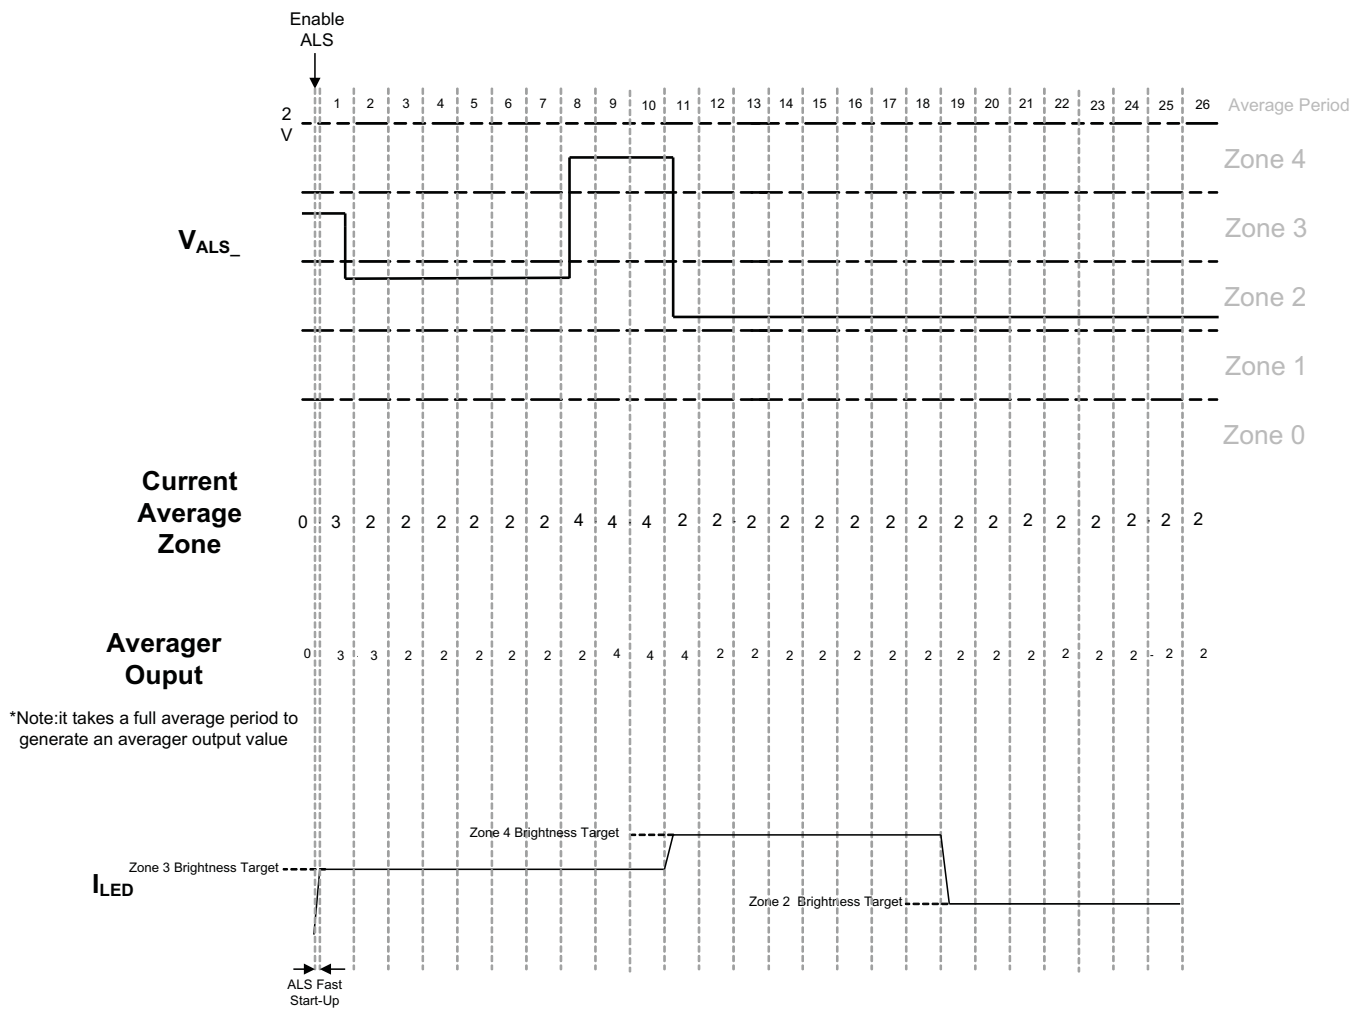 Enable
ALS
1 2 3 4 5 6 7 8 9 10 11 12 13 14 15 16 17 18 19 20 21 22 23 24 25 26 Average Period
2
V
Zone 4
Zone 3
VALS_
Zone 2
Zone 1
Zone 0
Current
Average
Zone
0 3 2 2 2 2 2 2 4 4 4 2 2 2 2 2 2 2 2 2 2 2 2 2 2 2 2
Averager
Ouput
0 3 3 2 2 2 2 2 2 4 4 4 2 2 2 2 2 2 2 2 2 2 2 2 2 2 2
*Note:it takes a full average period to
generate an averager output value
Zone 4 Brightness Target
Zone 3 Brightness Target
ILED
Zone 2 Brightness Target
ALS Fast
Start-Up